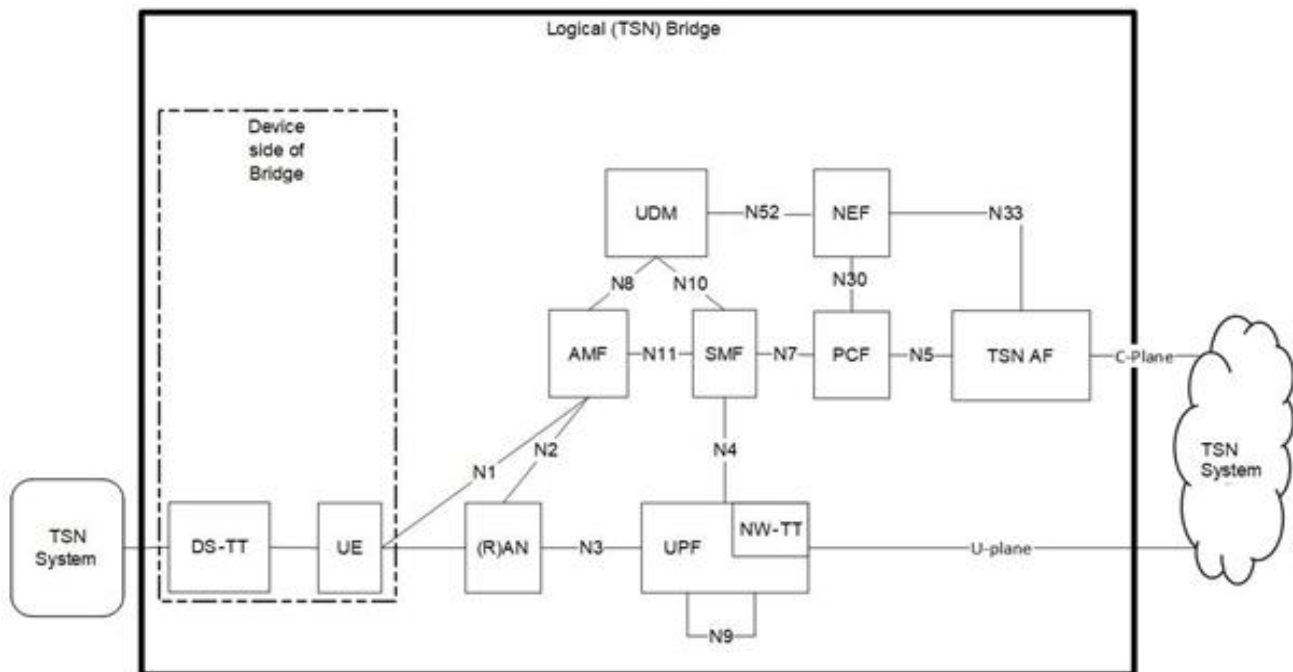 Logical (TSN) Bridge
Device
side of
Bridge
UDM
N52
NEF
N33
N8
N10
N30
AMF
N11
SMF
N7
PCF
N5
TSN AF
C-Plane
N1
N2
N4
TSN
System
TSN
System
DS-TT
UE
(R)AN
N3
UPF
NW-TT
U-plane
N9